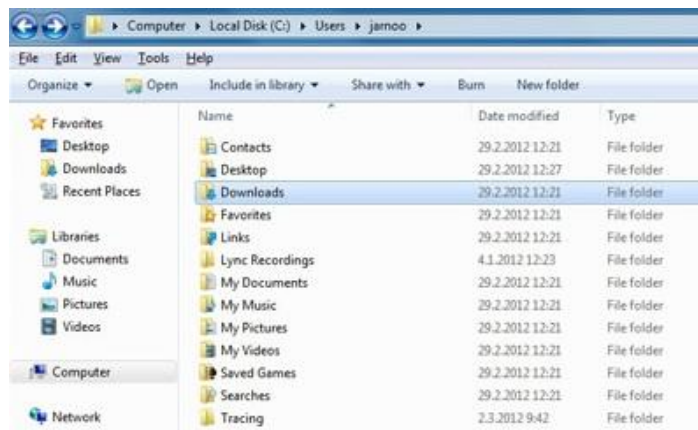 Computer ▸ Local Disk (C:) ▸ Users ▸ jarnoo ▸
File Edit View Tools Help
Organize Open Include in library Share with Burn New folder
Name Date modified Type
Favorites
Desktop
Downloads
Recent Places
Libraries
Documents
Music
Pictures
Videos
Computer
Network
Contacts 29.2.2012 12:21 File folder
Desktop 29.2.2012 12:27 File folder
Downloads 29.2.2012 12:21 File folder
Favorites 29.2.2012 12:21 File folder
Links 29.2.2012 12:21 File folder
Lync Recordings 4.1.2012 12:23 File folder
My Documents 29.2.2012 12:21 File folder
My Music 29.2.2012 12:21 File folder
My Pictures 29.2.2012 12:21 File folder
My Videos 29.2.2012 12:21 File folder
Saved Games 29.2.2012 12:21 File folder
Searches 29.2.2012 12:21 File folder
Tracing 2.3.2012 9:42 File folder